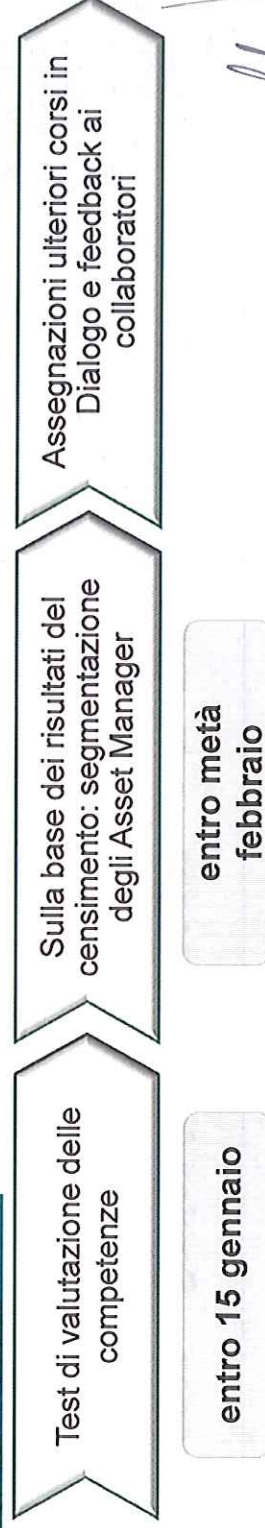 Test di valutazione delle
competenze
Sulla base dei risultati del
censimento: segmentazione
degli Asset Manager
Assegnazioni ulteriori corsi in
Dialogo e feedback ai
collaboratori
entro 15 gennaio
entro metà
febbraio